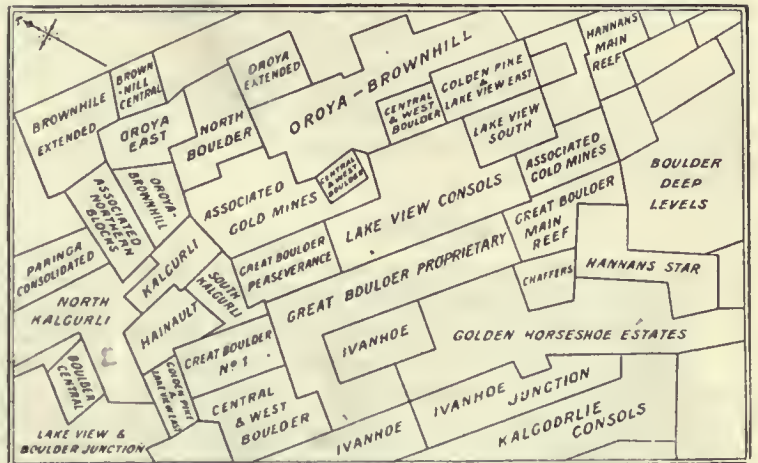 HANNANS
MAIN
REEF
BROWN
HILL
CENTRAL
OROYA
EXTENDED
OROYA-BROWNHILL
GOLDEN PIKE
&
LAKE VIEW EAST
BROWNHILE
EXTENDED
OROYA
EAST
NORTH
BOULDER
CENTRAL
& WEST
BOULDER
LAKE VIEW
SOUTH
ASSOCIATED
GOLD MINES
BOULDER
DEEP
LEVELS
ASSOCIATED
NORTHERN
BLOCKS
OROYA-
BROWNHILL
ASSOCIATED
GOLD MINES
CENTRAL
& WEST
BOULDER
LAKE VIEW CONSOLS
PARINGA
CONSOLIDATED
KALGURLI
SOUTH
KALGURLI
GREAT BOULDER
PERSEVERANCE
GREAT BOULDER PROPRIETARY
GREAT BOULDER
MAIN
REEF
HANNANS STAR
CHAFFERS
NORTH
KALGURLI
HAINAULT
GREAT BOULDER
Nº 1
IVANHOE
GOLDEN HORSESHOE ESTATES
BOULDER
CENTRAL
GOLDEN PIKE
&
LAKE VIEW EAST
CENTRAL
& WEST
BOULDER
IVANHOE
IVANHOE JUNCTION
KALGOORLIE
CONSOLS
LAKE VIEW &
BOULDER JUNCTION